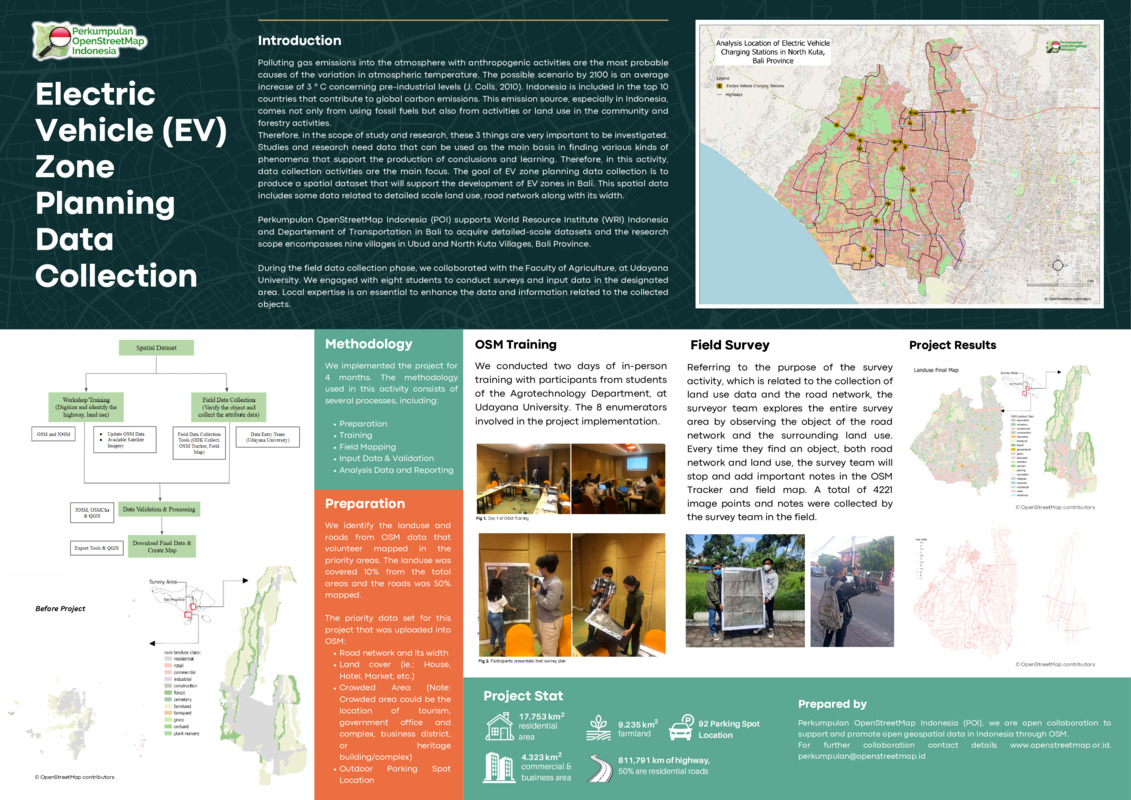 Perkumpulan
OpenStreetMap
Indonesia
Electric
Vehicle (EV)
Zone
Planning
Data
Collection
Introduction
Polluting gas emissions into the atmosphere with anthropogenic activities are the most probable
causes of the variation in atmospheric temperature. The possible scenario by 2100 is an average
increase of 3 ° C concerning pre-industrial levels (J. Colls, 2010). Indonesia is included in the top 10
countries that contribute to global carbon emissions. This emission source, especially in Indonesia,
comes not only from using fossil fuels but also from activities or land use in the community and
forestry activities.
Therefore, in the scope of study and research, these 3 things are very important to be investigated.
Studies and research need data that can be used as the main basis in finding various kinds of
phenomena that support the production of conclusions and learning. Therefore, in this activity,
data collection activities are the main focus. The goal of EV zone planning data collection is to
produce a spatial dataset that will support the development of EV zones in Bali. This spatial data
includes some data related to detailed scale land use, road network along with its width.
Perkumpulan OpenStreetMap Indonesia (POI) supports World Resource Institute (WRI) Indonesia
and Departement of Transportation in Bali to acquire detailed-scale datasets and the research
scope encompasses nine villages in Ubud and North Kuta Villages, Bali Province.
During the field data collection phase, we collaborated with the Faculty of Agriculture, at Udayana
University. We engaged with eight students to conduct surveys and input data in the designated
area. Local expertise is an essential to enhance the data and information related to the collected
objects.
Analysis Location of Electric Vehicle
Charging Stations in North Kuta,
Bali Province
Legend
Electric Vehicle Charging Stations
Highways
© OpenStreetMap contributors
Spatial Dataset
Workshop Training
(Digitize and identify the
highway, land use)
Field Data Collection
(Verify the object and
collect the attribute data)
OSM and JOSM
• Update OSM Data
• Available Satellite
Imagery
Field Data Collection
Tools (ODK Collect,
OSM Tracker, Field
Map)
Data Entry Team
(Udayana University)
JOSM, OSMCha
& QGIS
Data Validation & Processing
Export Tools & QGIS
Download Final Data &
Create Map
Before Project
Survey Area
Bali Province
osm landuse class:
residential
retail
commercial
industrial
construction
forest
cemetery
farmland
farmyard
grass
orchard
plant nursery
© OpenStreetMap contributors
Methodology
We implemented the project for
4 months. The methodology
used in this activity consists of
several processes, including:
• Preparation
• Training
• Field Mapping
• Input Data & Validation
• Analysis Data and Reporting
Preparation
We identify the landuse and
roads from OSM data that
volunteer mapped in the
priority areas. The landuse was
covered 10% from the total
areas and the roads was 50%
mapped.
The priority data set for this
project that was uploaded into
OSM:
• Road network and its width
• Land cover (ie.: House,
Hotel, Market, etc.)
• Crowded Area (Note:
Crowded area could be the
location of tourism,
government office and
complex, business district,
or heritage
building/complex)
• Outdoor Parking Spot
Location
OSM Training
We conducted two days of in-person
training with participants from students
of the Agrotechnology Department, at
Udayana University. The 8 enumerators
involved in the project implementation.
Fig 1. Day 1 of OSM Training
Fig 2. Participants presentate their survey plan
Field Survey
Referring to the purpose of the survey
activity, which is related to the collection of
land use data and the road network, the
surveyor team explores the entire survey
area by observing the object of the road
network and the surrounding land use.
Every time they find an object, both road
network and land use, the survey team will
stop and add important notes in the OSM
Tracker and field map. A total of 4221
image points and notes were collected by
the survey team in the field.
Project Results
Landuse Final Map
Survey Area
© OpenStreetMap contributors
© OpenStreetMap contributors
Project Stat
17.753 km²
residential
area
9.235 km²
farmland
92 Parking Spot
Location
4.323 km²
commercial &
business area
811,791 km of highway,
50% are residential roads
Prepared by
Perkumpulan OpenStreetMap Indonesia (POI), we are open collaboration to
support and promote open geospatial data in Indonesia through OSM.
For further collaboration contact details www.openstreetmap.or.id,
perkumpulan@openstreetmap.id